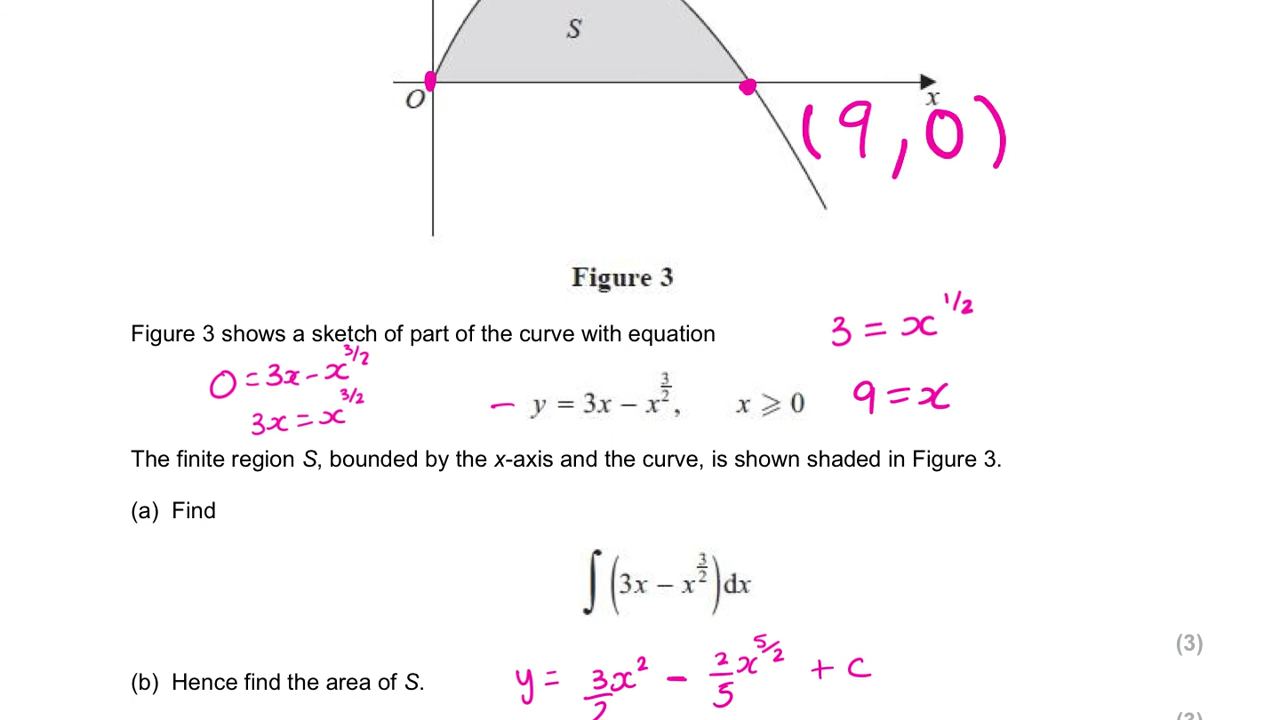 S
O
x
(9,0)
Figure 3
3 = x^1/2
Figure 3 shows a sketch of part of the curve with equation
0 = 3x - x^3/2
3x = x^3/2
- y = 3x − x^3/2, x ⩾ 0
9 = x
The finite region S, bounded by the x-axis and the curve, is shown shaded in Figure 3.
(a) Find
∫(3x − x^3/2)dx
(3)
(b) Hence find the area of S.
y = 3/2x^2 - 2/5x^5/2 + c